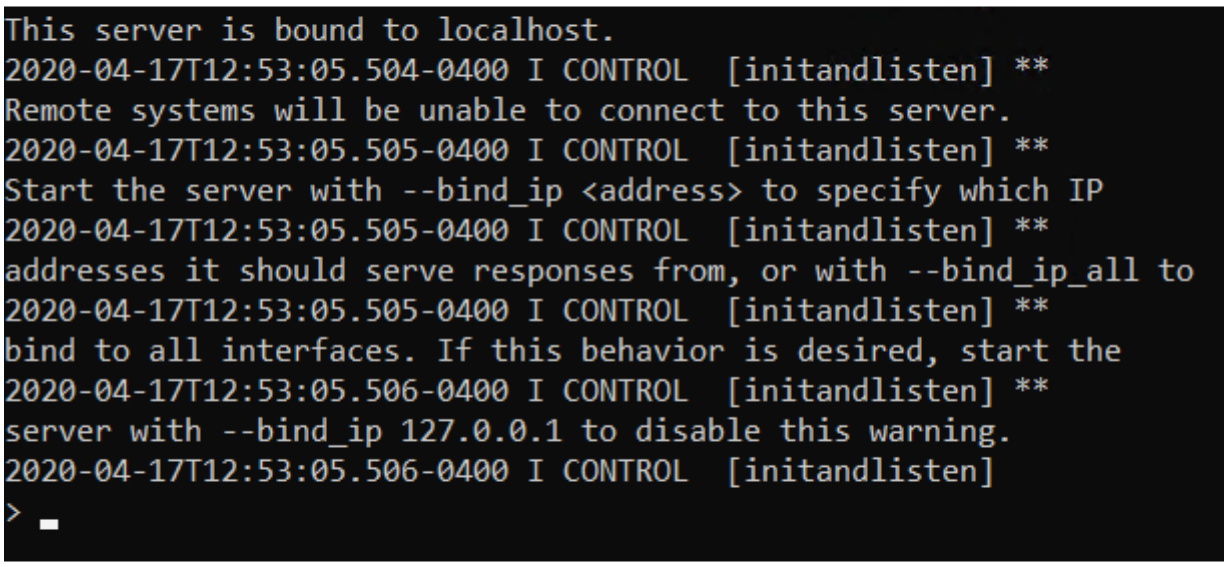 This server is bound to localhost.
2020-04-17T12:53:05.504-0400 I CONTROL  [initandlisten] **
Remote systems will be unable to connect to this server.
2020-04-17T12:53:05.505-0400 I CONTROL  [initandlisten] **
Start the server with --bind_ip <address> to specify which IP
2020-04-17T12:53:05.505-0400 I CONTROL  [initandlisten] **
addresses it should serve responses from, or with --bind_ip_all to
2020-04-17T12:53:05.505-0400 I CONTROL  [initandlisten] **
bind to all interfaces. If this behavior is desired, start the
2020-04-17T12:53:05.506-0400 I CONTROL  [initandlisten] **
server with --bind_ip 127.0.0.1 to disable this warning.
2020-04-17T12:53:05.506-0400 I CONTROL  [initandlisten]
>